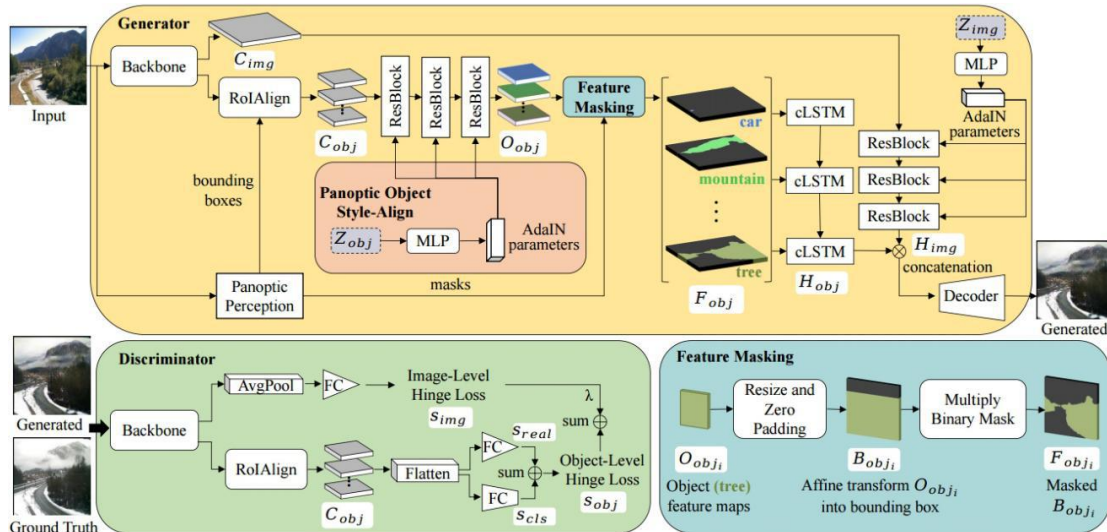 Generator
Input
Backbone
C_img
RoIAlign
C_obj
ResBlock
ResBlock
ResBlock
O_obj
Feature
Masking
bounding
boxes
Panoptic Object
Style-Align
Z_obj
MLP
AdaIN
parameters
Panoptic
Perception
masks
car
mountain
tree
F_obj
cLSTM
cLSTM
cLSTM
H_obj
Z_img
MLP
AdaIN
parameters
ResBlock
ResBlock
ResBlock
H_img
concatenation
Decoder
Generated
Discriminator
Generated
Ground Truth
Backbone
AvgPool
FC
Image-Level
Hinge Loss
s_img
λ
sum
RoIAlign
C_obj
Flatten
FC
s_real
FC
s_cls
sum
Object-Level
Hinge Loss
s_obj
Feature Masking
O_obj_i
Object (tree)
feature maps
Resize and
Zero
Padding
B_obj_i
Affine transform O_obj_i
into bounding box
Multiply
Binary Mask
F_obj_i
Masked
B_obj_i